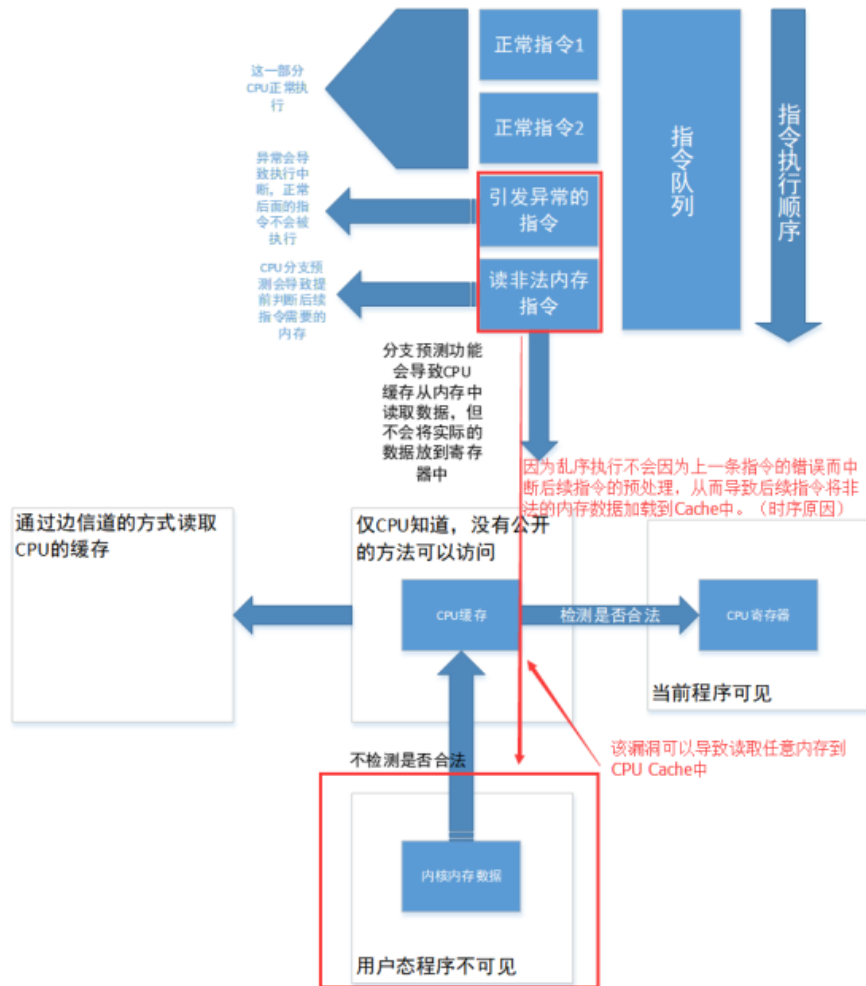 正常指令1
正常指令2
引发异常的
指令
读非法内存
指令
指令队列
指令执行顺序
这一部分
CPU正常执
行
异常会导
致执行中
断，正常
后面的指
令不会被
执行
CPU分支预
测会导致提
前判断后续
指令需要的
内存
分支预测功能
会导致CPU
缓存从内存中
读取数据，但
不会将实际的
数据放到寄存
器中
因为乱序执行不会因为上一条指令的错误而中
断后续指令的预处理，从而导致后续指令将非
法的内存数据加载到Cache中。（时序原因）
通过边信道的方式读取
CPU的缓存
仅CPU知道，没有公开
的方法可以访问
CPU缓存
检测是否合法
CPU寄存器
当前程序可见
不检测是否合法
该漏洞可以导致读取任意内存到
CPU Cache中
内核内存数据
用户态程序不可见